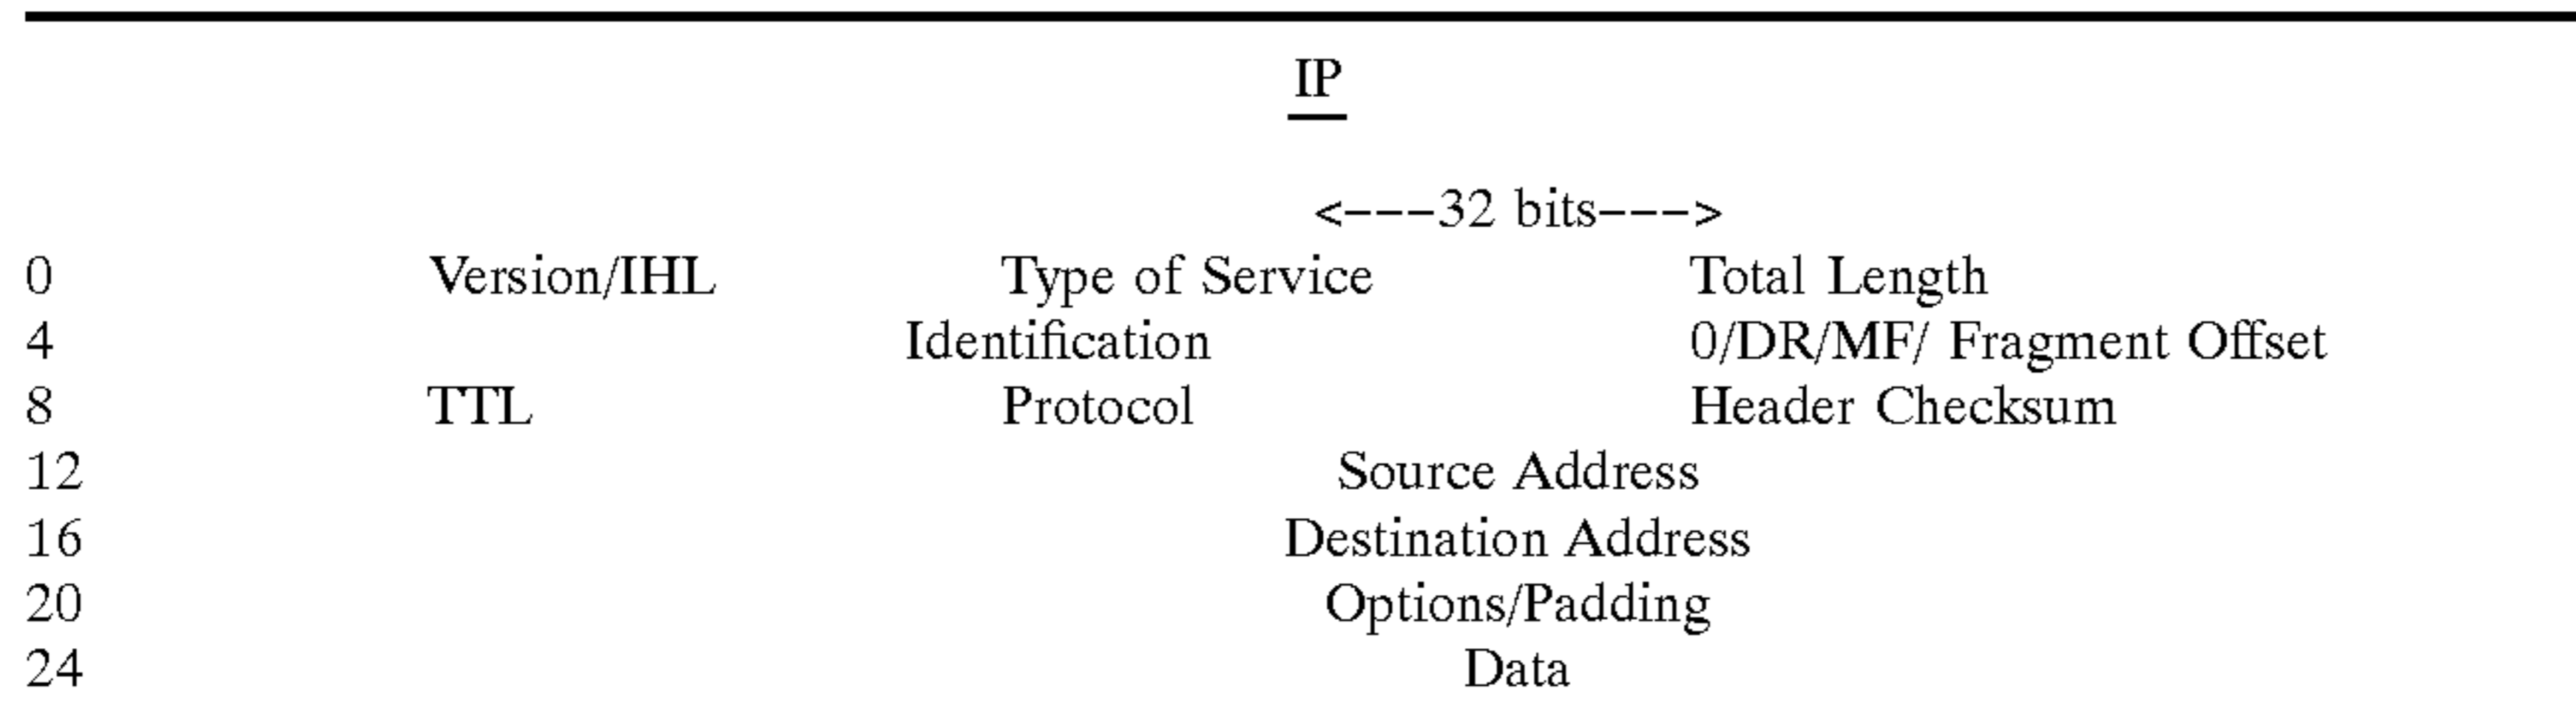 IP
<---32 bits--->
0 Version/IHL Type of Service Total Length
4 Identification 0/DR/MF/ Fragment Offset
8 TTL Protocol Header Checksum
12 Source Address
16 Destination Address
20 Options/Padding
24 Data